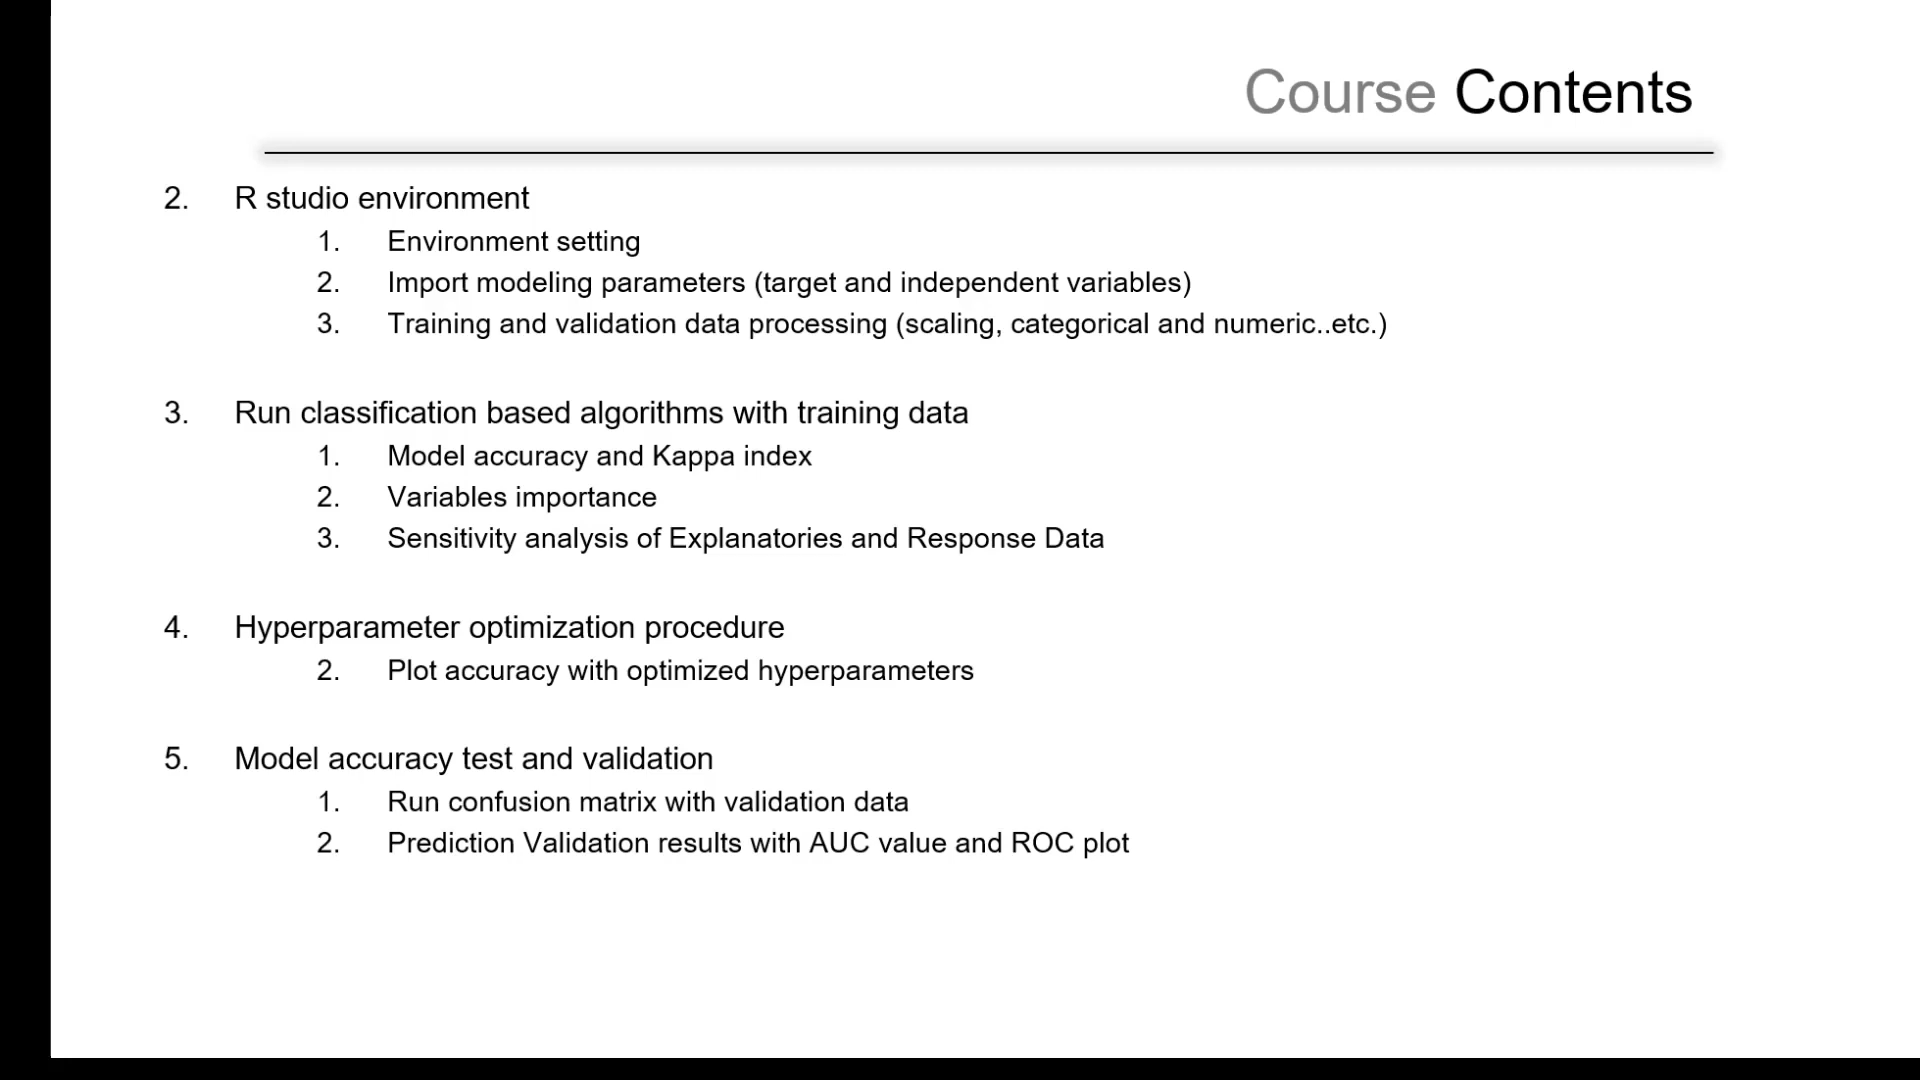 Course Contents
2. R studio environment
1. Environment setting
2. Import modeling parameters (target and independent variables)
3. Training and validation data processing (scaling, categorical and numeric..etc.)
3. Run classification based algorithms with training data
1. Model accuracy and Kappa index
2. Variables importance
3. Sensitivity analysis of Explanatories and Response Data
4. Hyperparameter optimization procedure
2. Plot accuracy with optimized hyperparameters
5. Model accuracy test and validation
1. Run confusion matrix with validation data
2. Prediction Validation results with AUC value and ROC plot